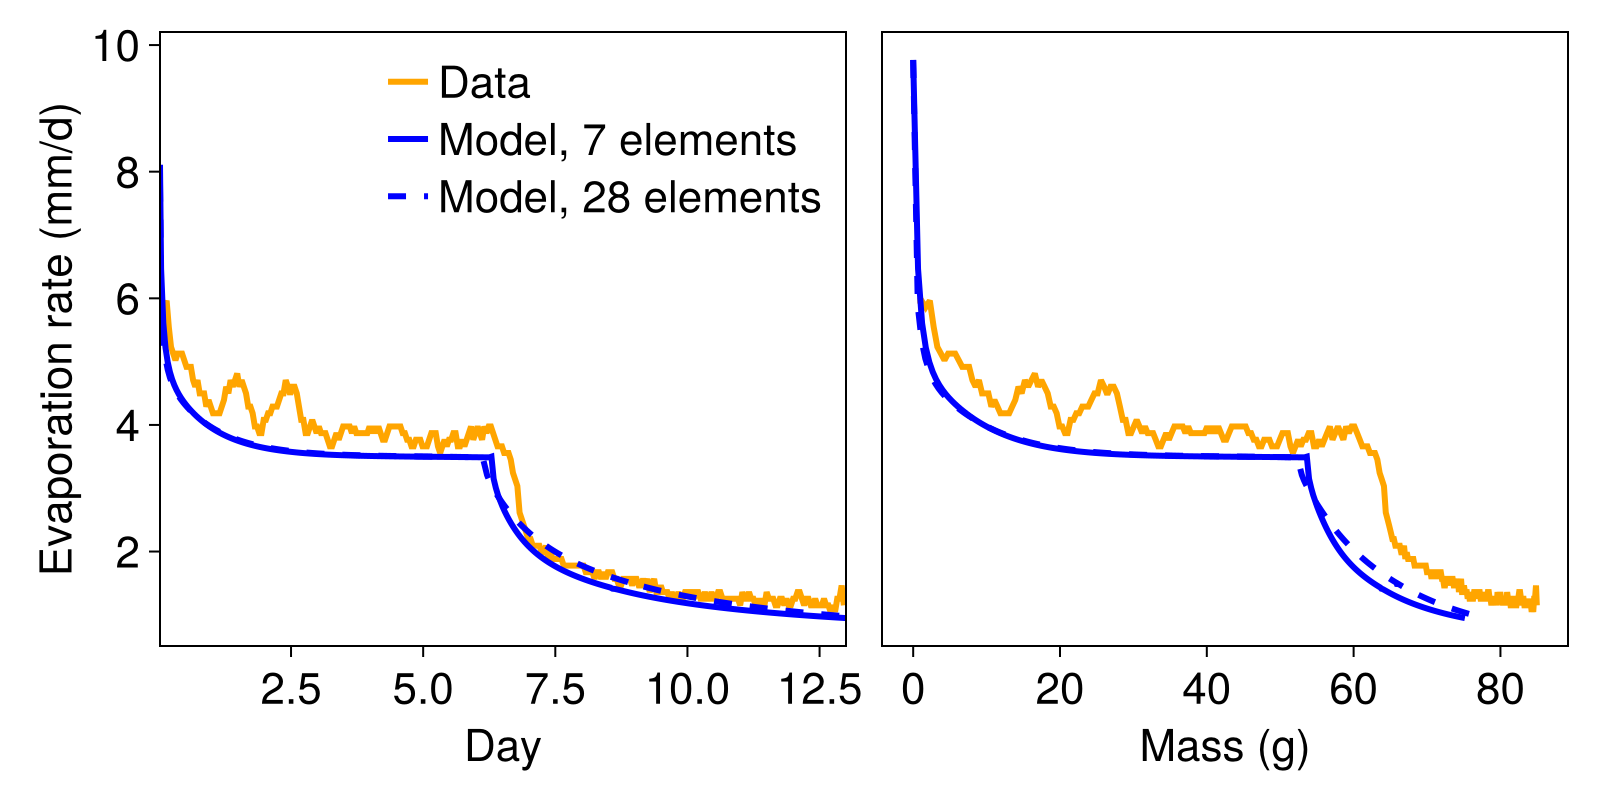 Evaporation rate (mm/d)
10
8
6
4
2
Data
Model, 7 elements
Model, 28 elements
2.5 5.0 7.5 10.0 12.5
Day
0 20 40 60 80
Mass (g)